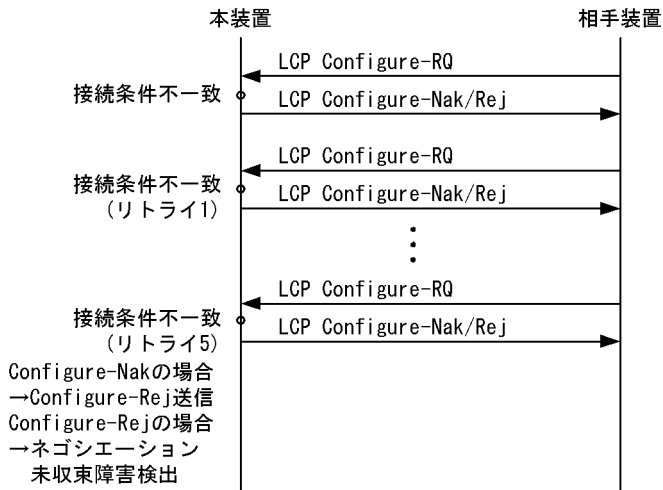 本装置
相手装置
LCP Configure-RQ
接続条件不一致
LCP Configure-Nak/Rej
LCP Configure-RQ
接続条件不一致
(リトライ1)
LCP Configure-Nak/Rej
LCP Configure-RQ
接続条件不一致
(リトライ5)
LCP Configure-Nak/Rej
Configure-Nakの場合
→Configure-Rej送信
Configure-Rejの場合
→ネゴシエーション
未収束障害検出